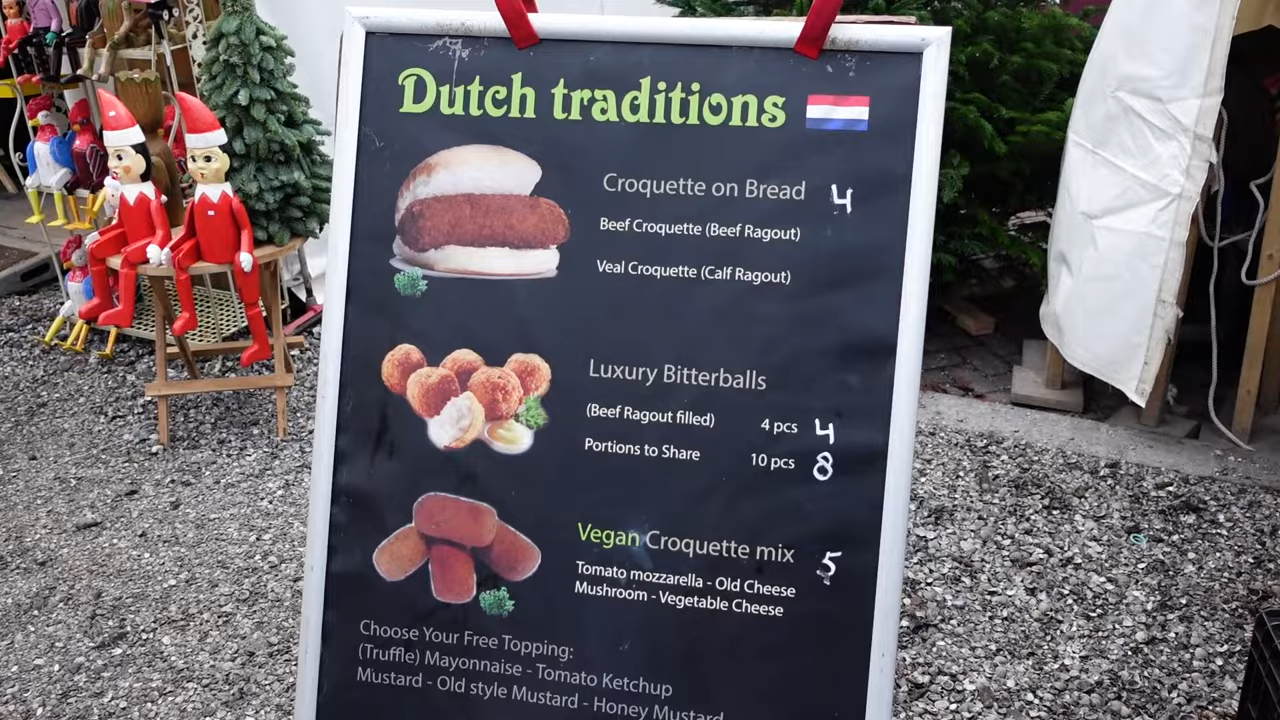 Dutch traditions
Croquette on Bread 4
Beef Croquette (Beef Ragout)
Veal Croquette (Calf Ragout)
Luxury Bitterballs
(Beef Ragout filled) 4 pcs 4
Portions to Share 10 pcs 8
Vegan Croquette mix 5
Tomato mozzarella - Old Cheese
Mushroom - Vegetable Cheese
Choose Your Free Topping:
(Truffle) Mayonnaise - Tomato Ketchup
Mustard - Old style Mustard - Honey Mustard